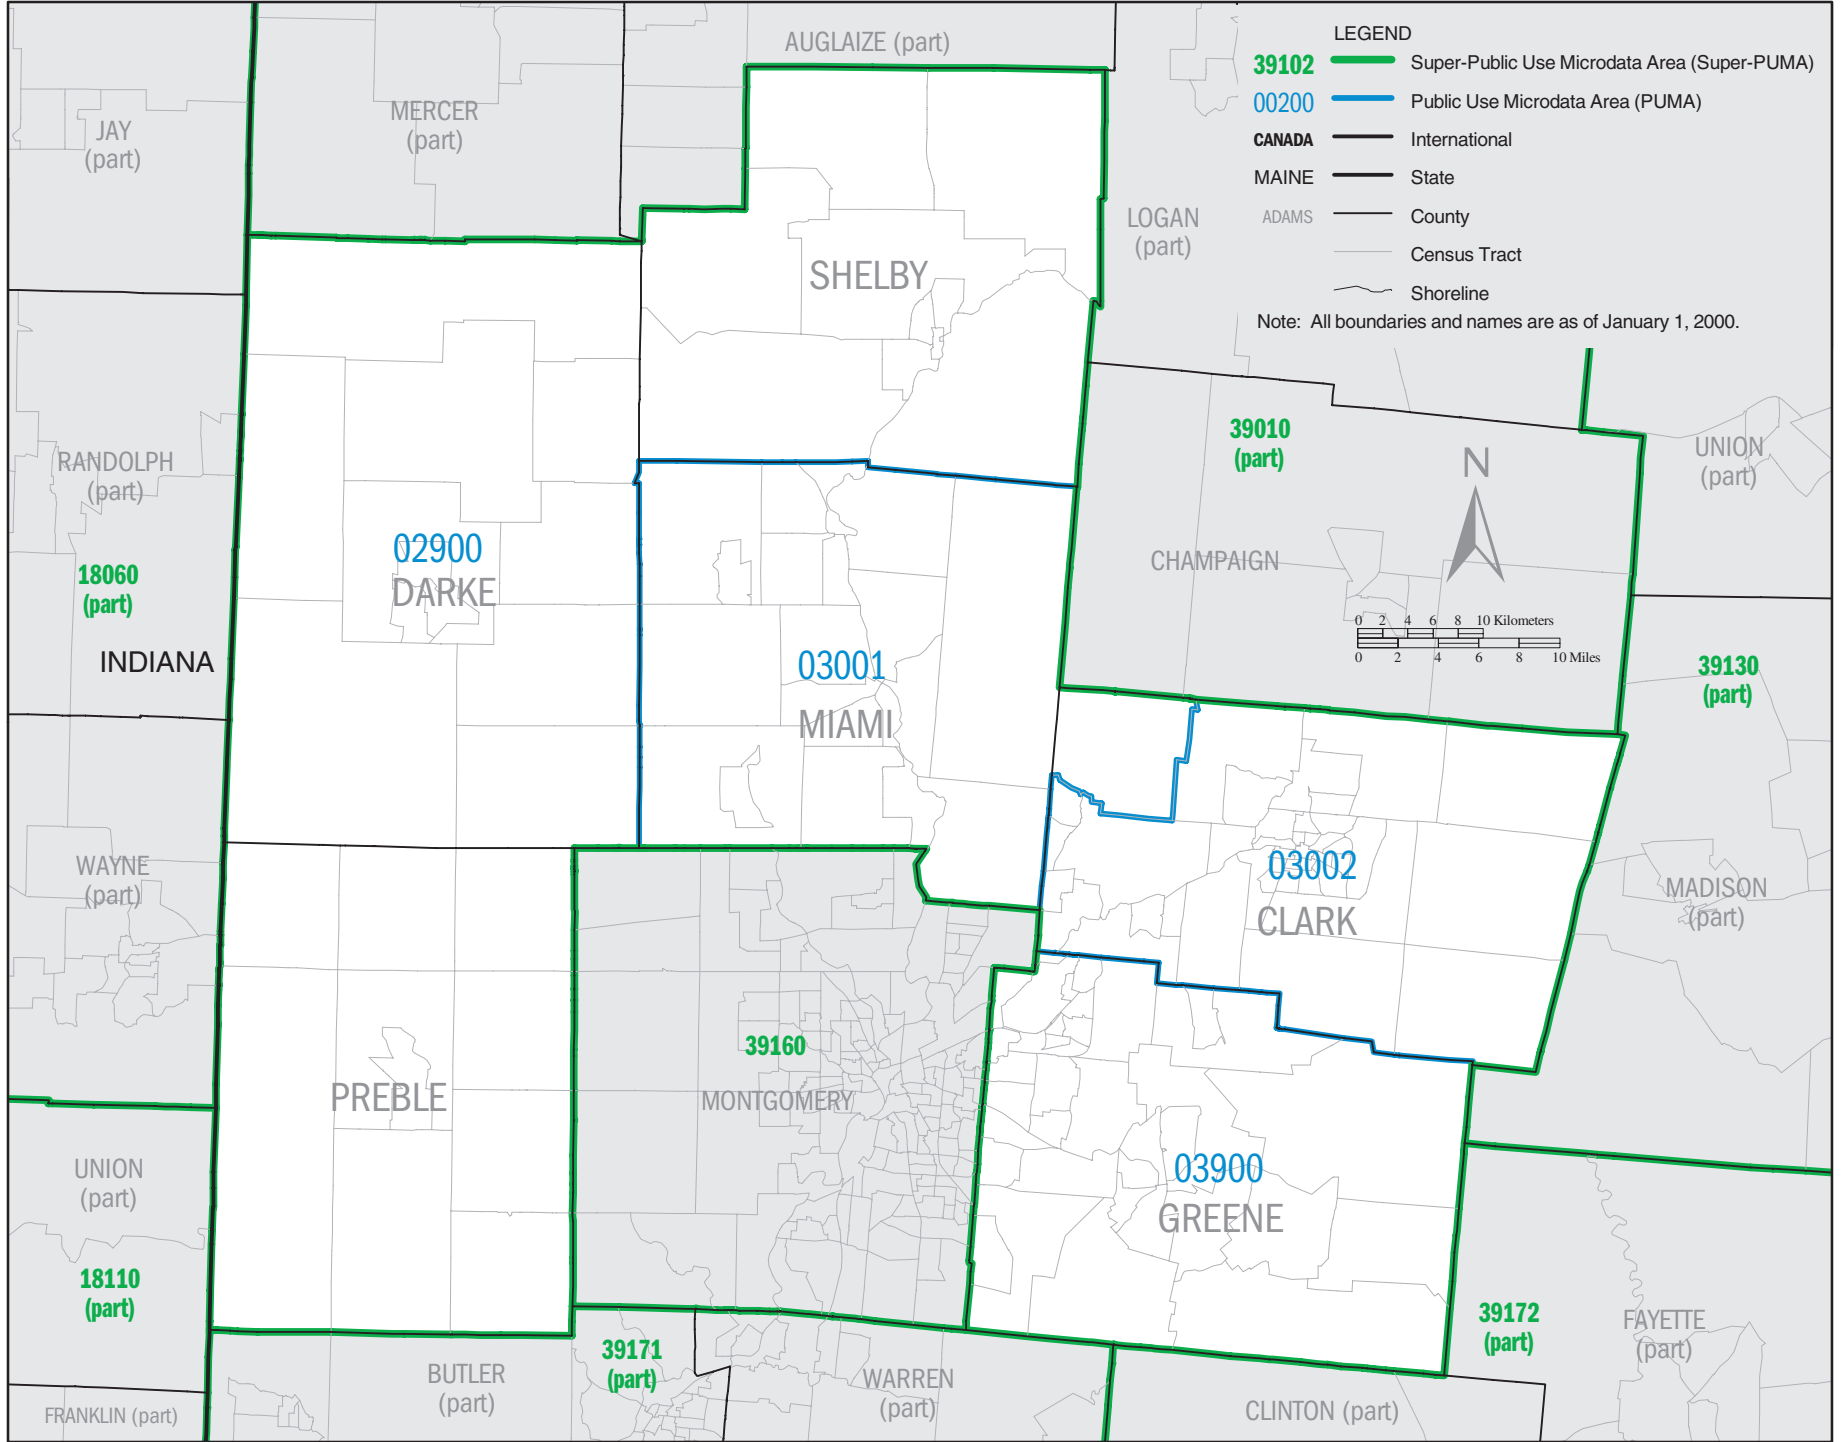 LEGEND
39102 Super-Public Use Microdata Area (Super-PUMA)
00200 Public Use Microdata Area (PUMA)
CANADA International
MAINE State
ADAMS County
Census Tract
Shoreline
Note: All boundaries and names are as of January 1, 2000.
AUGLAIZE (part)
MERCER
(part)
JAY
(part)
LOGAN
(part)
SHELBY
39010
(part)
UNION
(part)
N
RANDOLPH
(part)
02900
DARKE
CHAMPAIGN
18060
(part)
INDIANA
0 2 4 6 8 10 Kilometers
0 2 4 6 8 10 Miles
03001
MIAMI
39130
(part)
WAYNE
(part)
03002
CLARK
MADISON
(part)
39160
MONTGOMERY
PREBLE
UNION
(part)
03900
GREENE
18110
(part)
39172
(part)
FAYETTE
(part)
39171
(part)
BUTLER
(part)
WARREN
(part)
FRANKLIN (part)
CLINTON (part)